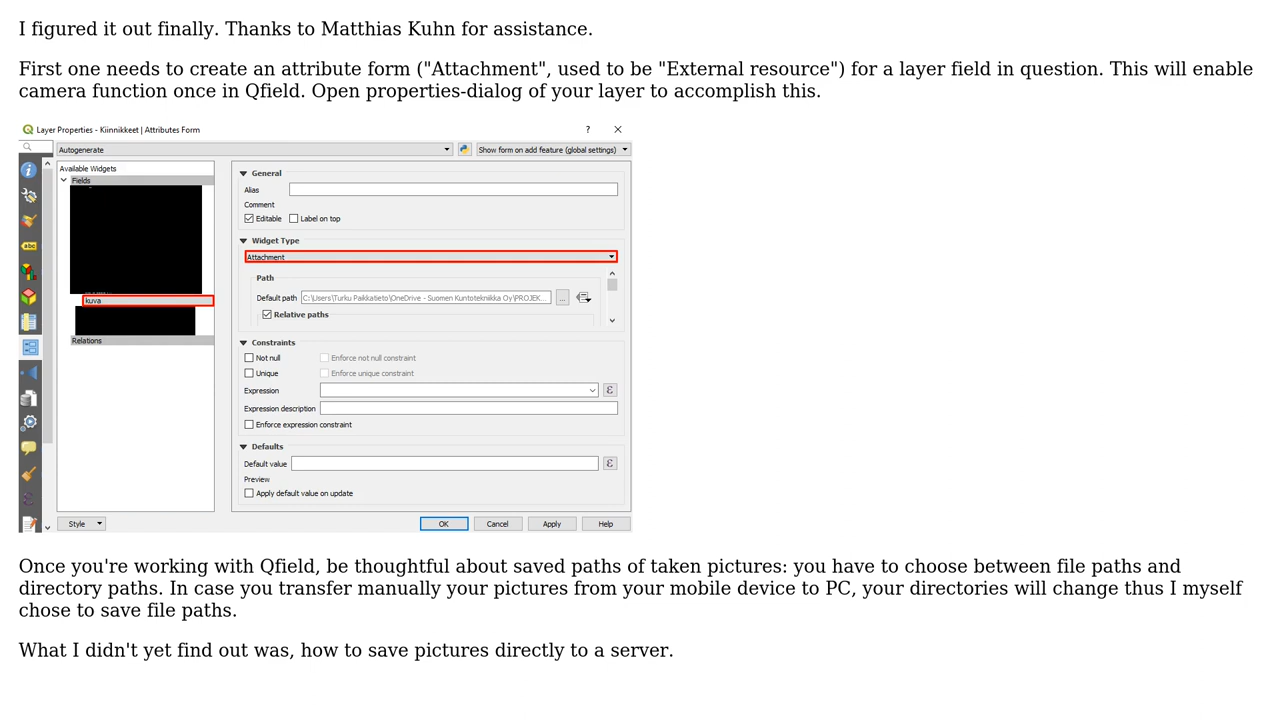 I figured it out finally. Thanks to Matthias Kuhn for assistance.
First one needs to create an attribute form ("Attachment", used to be "External resource") for a layer field in question. This will enable
camera function once in Qfield. Open properties-dialog of your layer to accomplish this.
Layer Properties - Kiinnikkeet | Attributes Form
? ×
Autogenerate
Show form on add feature (global settings)
Available Widgets
Fields
kuva
Relations
General
Alias
Comment
Editable Label on top
Widget Type
Attachment
Path
Default path C:\Users\Turku Paikkatieto\OneDrive - Suomen Kuntotekniikka Oy\PROJEK... ...
Relative paths
Constraints
Not null Enforce not null constraint
Unique Enforce unique constraint
Expression ε
Expression description
Enforce expression constraint
Defaults
Default value ε
Preview
Apply default value on update
Style OK Cancel Apply Help
abc
Once you're working with Qfield, be thoughtful about saved paths of taken pictures: you have to choose between file paths and
directory paths. In case you transfer manually your pictures from your mobile device to PC, your directories will change thus I myself
chose to save file paths.
What I didn't yet find out was, how to save pictures directly to a server.